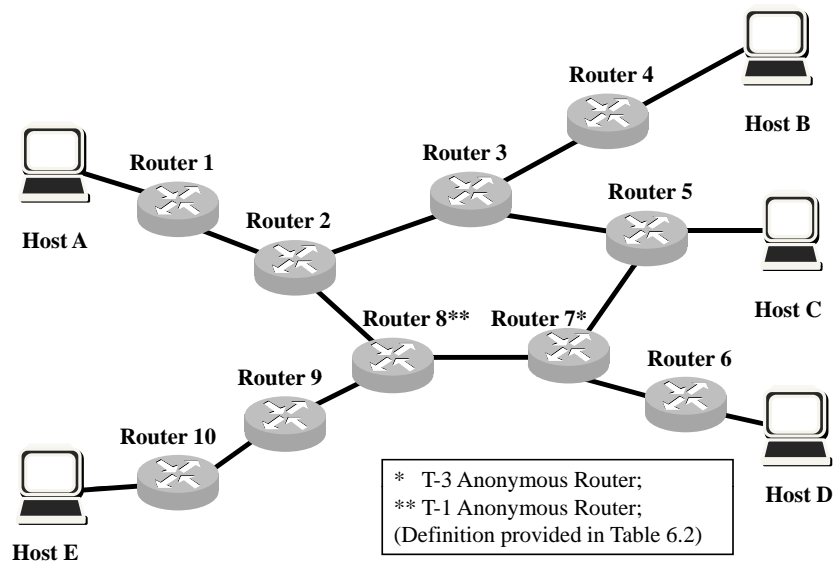 Router 4
Host B
Router 1
Router 3
Router 5
Host A
Router 2
Host C
Router 8**
Router 7*
Router 6
Router 9
Router 10
Host D
Host E
* T-3 Anonymous Router;
** T-1 Anonymous Router;
(Definition provided in Table 6.2)